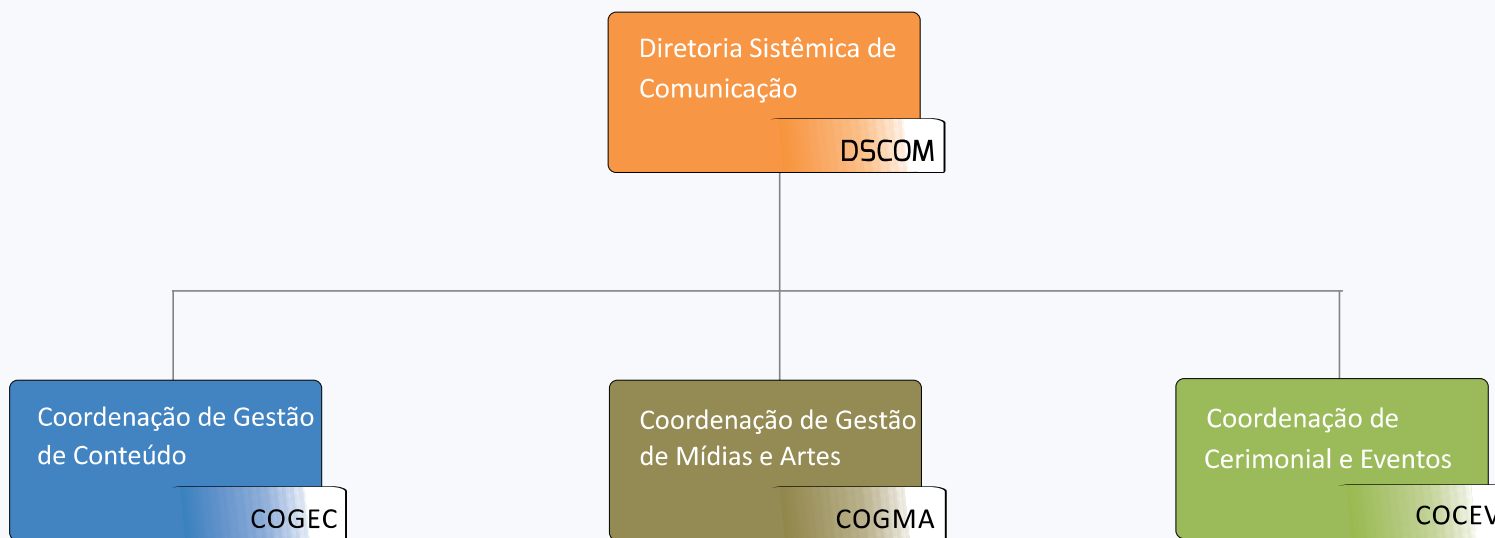 Diretoria Sistêmica de
Comunicação
DSCOM
Coordenação de Gestão
de Conteúdo
COGEC
Coordenação de Gestão
de Mídias e Artes
COGMA
Coordenação de
Cerimonial e Eventos
COCEV